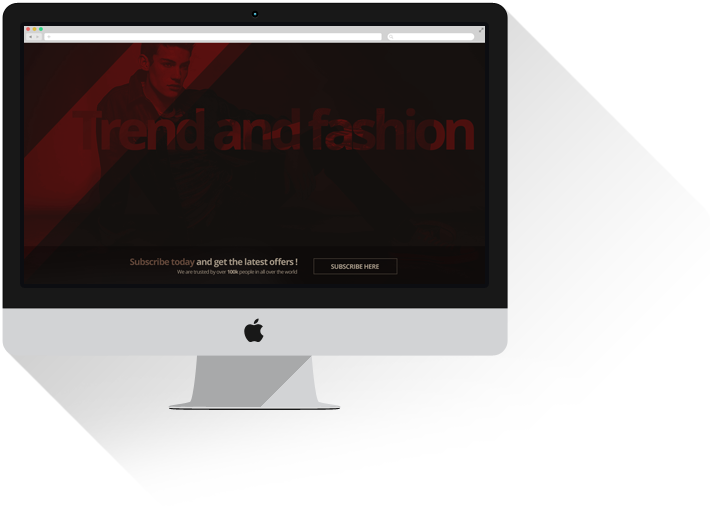 Trend and fashion
Subscribe today and get the latest offers !
We are trusted by over 100k people in all over the world
SUBSCRIBE HERE